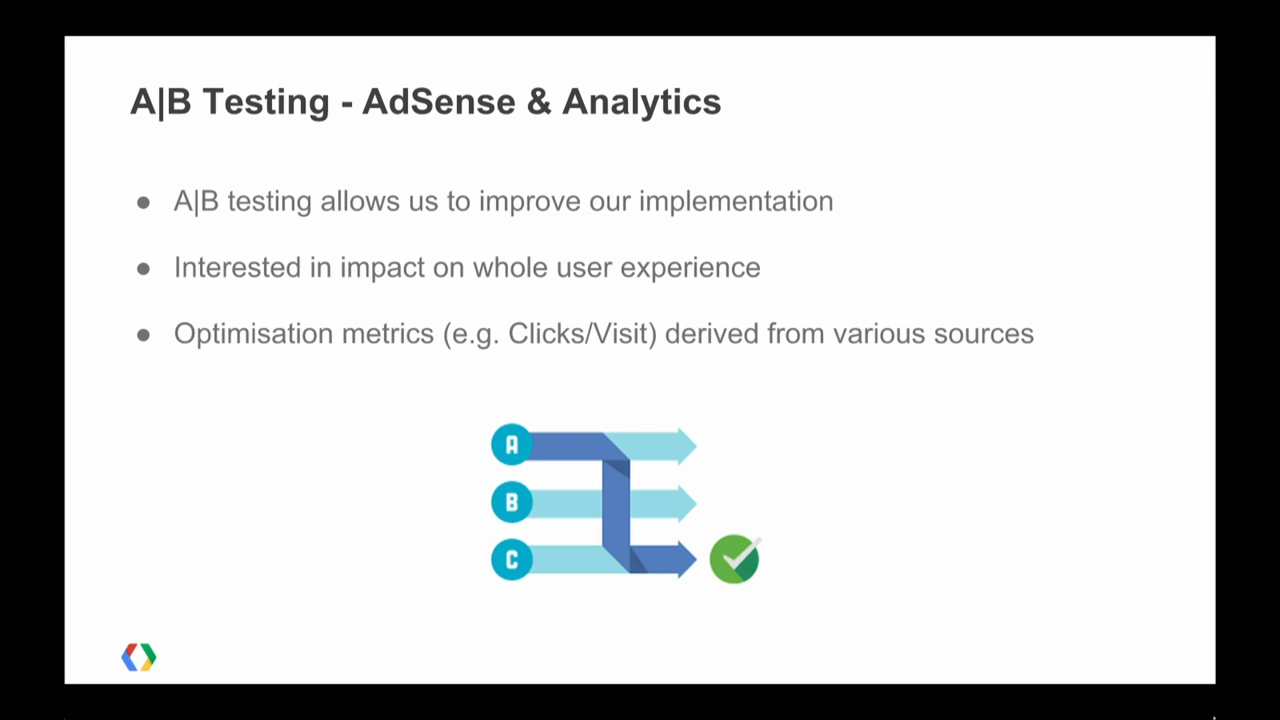 A|B Testing - AdSense & Analytics
● A|B testing allows us to improve our implementation
● Interested in impact on whole user experience
● Optimisation metrics (e.g. Clicks/Visit) derived from various sources
A
B
C